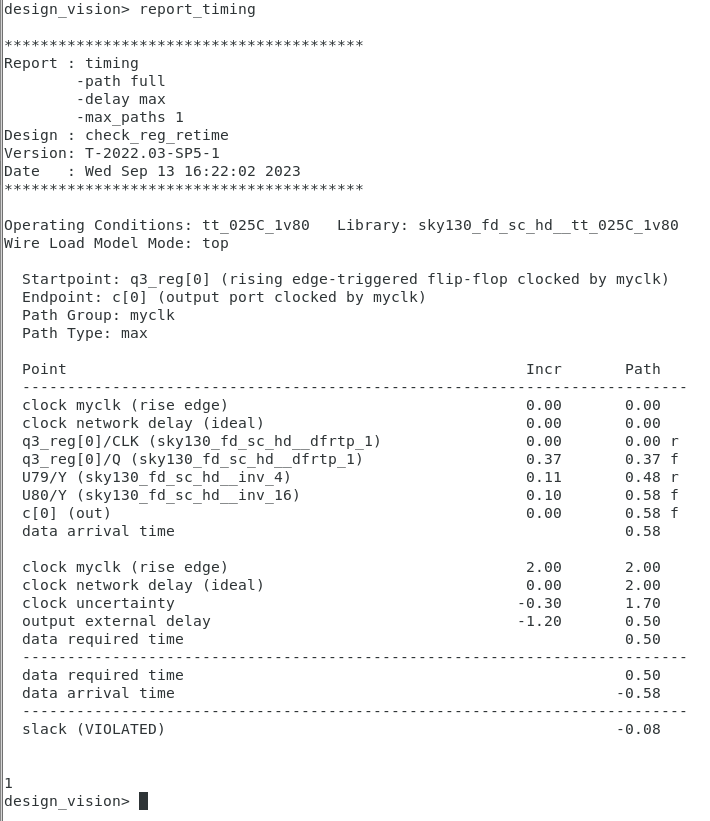 design_vision> report_timing
****************************************
Report : timing
        -path full
        -delay max
        -max_paths 1
Design : check_reg_retime
Version: T-2022.03-SP5-1
Date   : Wed Sep 13 16:22:02 2023
****************************************
Operating Conditions: tt_025C_1v80   Library: sky130_fd_sc_hd__tt_025C_1v80
Wire Load Model Mode: top
  Startpoint: q3_reg[0] (rising edge-triggered flip-flop clocked by myclk)
  Endpoint: c[0] (output port clocked by myclk)
  Path Group: myclk
  Path Type: max
  Point                                                   Incr       Path
  --------------------------------------------------------------------------
  clock myclk (rise edge)                                 0.00       0.00
  clock network delay (ideal)                             0.00       0.00
  q3_reg[0]/CLK (sky130_fd_sc_hd__dfrtp_1)                0.00       0.00 r
  q3_reg[0]/Q (sky130_fd_sc_hd__dfrtp_1)                  0.37       0.37 f
  U79/Y (sky130_fd_sc_hd__inv_4)                          0.11       0.48 r
  U80/Y (sky130_fd_sc_hd__inv_16)                         0.10       0.58 f
  c[0] (out)                                              0.00       0.58 f
  data arrival time                                                  0.58
  clock myclk (rise edge)                                 2.00       2.00
  clock network delay (ideal)                             0.00       2.00
  clock uncertainty                                      -0.30       1.70
  output external delay                                  -1.20       0.50
  data required time                                                 0.50
  --------------------------------------------------------------------------
  data required time                                                 0.50
  data arrival time                                                 -0.58
  --------------------------------------------------------------------------
  slack (VIOLATED)                                                  -0.08
1
design_vision>